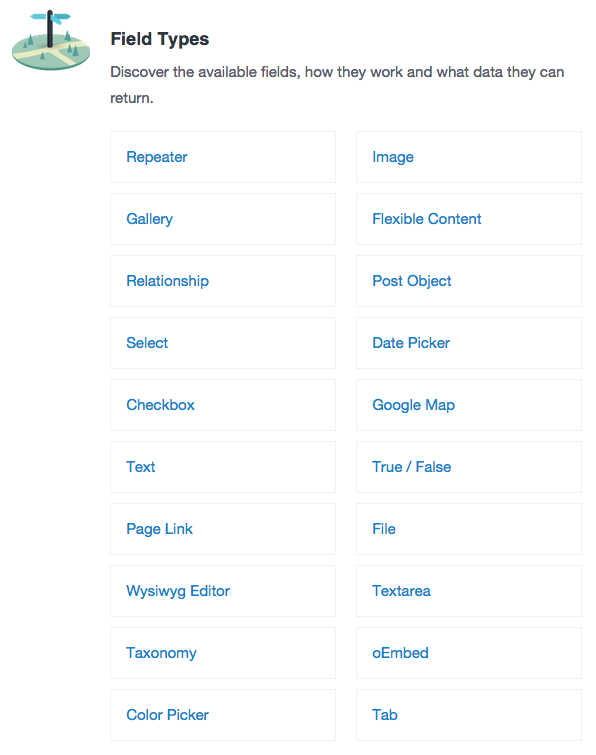 Field Types
Discover the available fields, how they work and what data they can
return.
Repeater
Image
Gallery
Flexible Content
Relationship
Post Object
Select
Date Picker
Checkbox
Google Map
Text
True / False
Page Link
File
Wysiwyg Editor
Textarea
Taxonomy
oEmbed
Color Picker
Tab